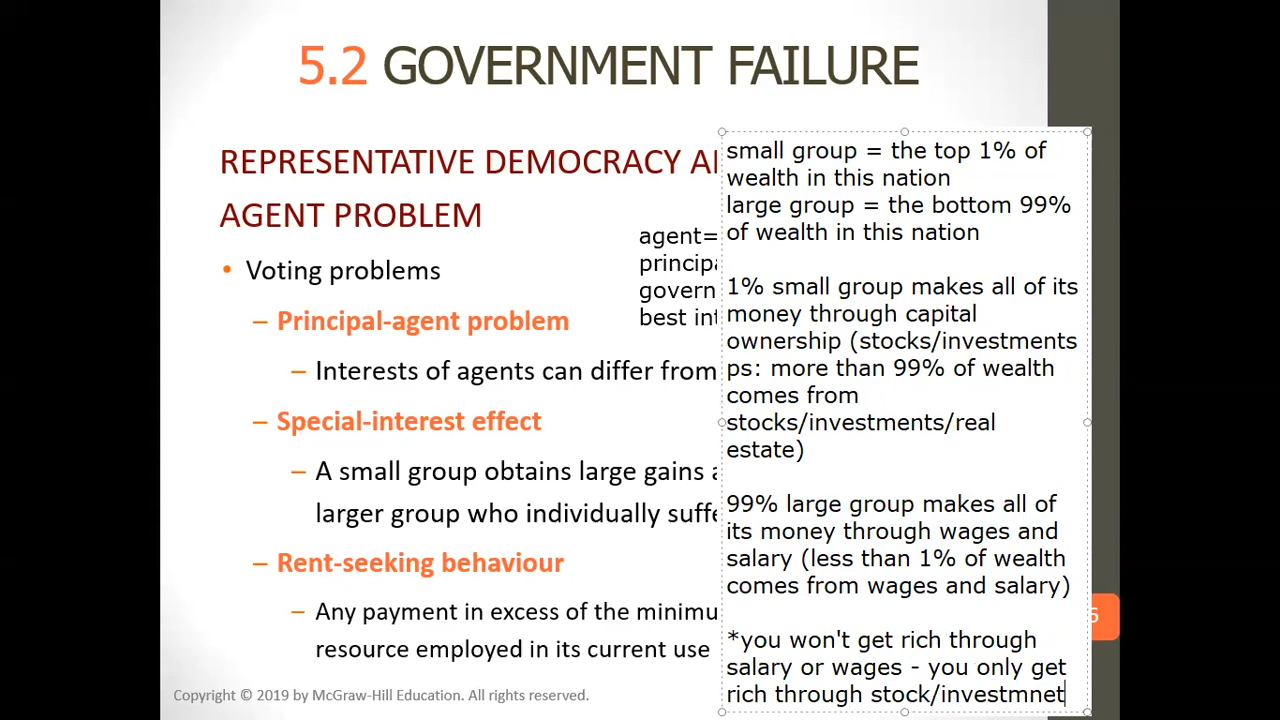 5.2 GOVERNMENT FAILURE
REPRESENTATIVE DEMOCRACY
AGENT PROBLEM
• Voting problems
– Principal-agent problem
– Interests of agents can differ from
– Special-interest effect
– A small group obtains large gains
larger group who individually
– Rent-seeking behaviour
– Any payment in excess of the
resource employed in its current use
agent=
best
small group = the top 1% of
wealth in this nation
large group = the bottom 99%
of wealth in this nation
1% small group makes all of its
money through capital
ownership (stocks/investments
ps: more than 99% of wealth
comes from
stocks/investments/real
estate)
99% large group makes all of
its money through wages and
salary (less than 1% of wealth
comes from wages and salary)
*you won't get rich through
salary or wages - you only get
rich through stock/investmnet
6
Copyright © 2019 by McGraw-Hill Education. All rights reserved.